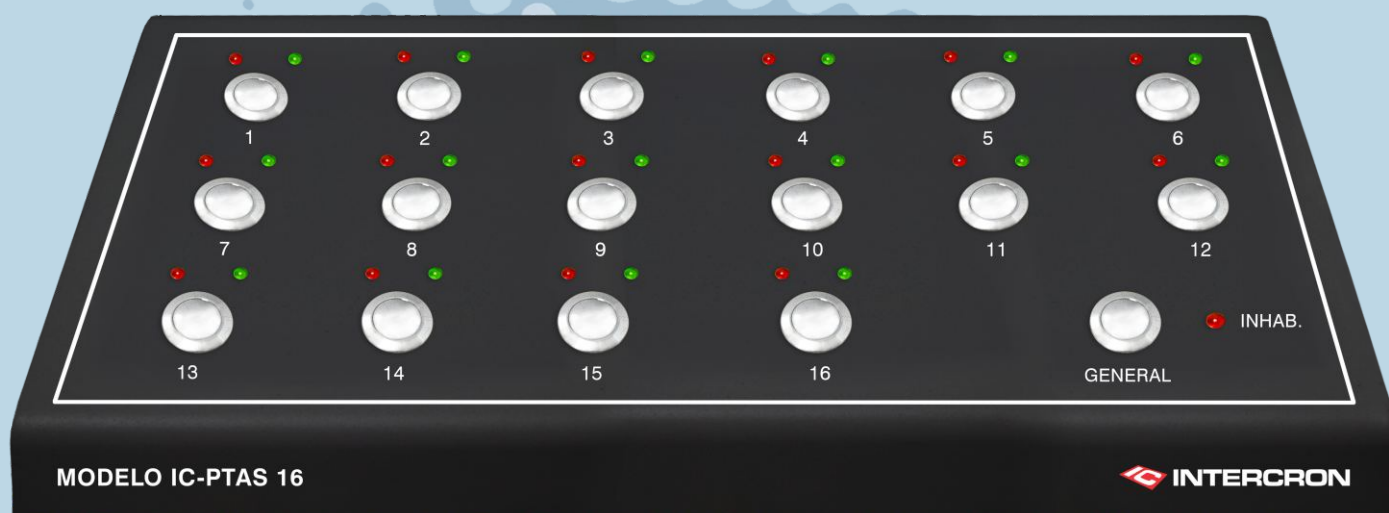 1 2 3 4 5 6
7 8 9 10 11 12
INHAB.
13 14 15 16 GENERAL
MODELO IC-PTAS 16
IC INTERCRON